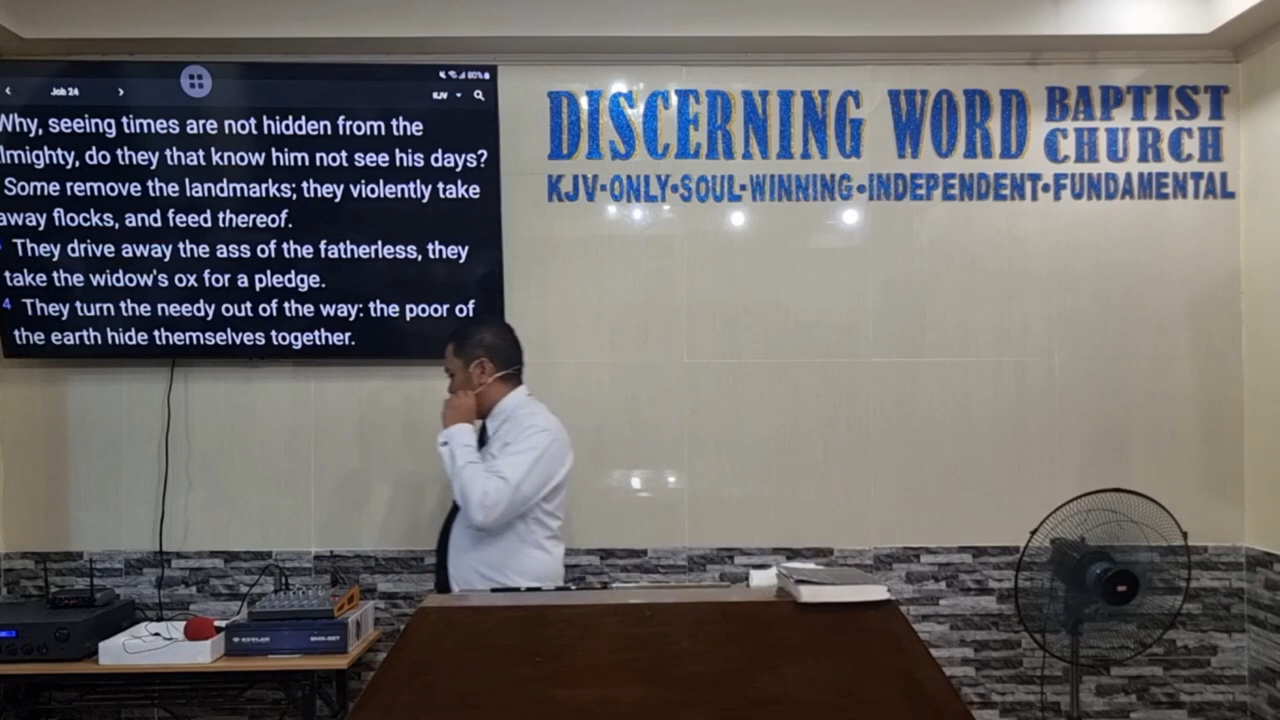 80%
Job 24
KJV
Why, seeing times are not hidden from the
lmighty, do they that know him not see his days?
Some remove the landmarks; they violently take
away flocks, and feed thereof.
They drive away the ass of the fatherless, they
take the widow's ox for a pledge.
4 They turn the needy out of the way: the poor of
the earth hide themselves together.
DISCERNING WORD BAPTIST
CHURCH
KJV-ONLY•SOUL-WINNING•INDEPENDENT•FUNDAMENTAL